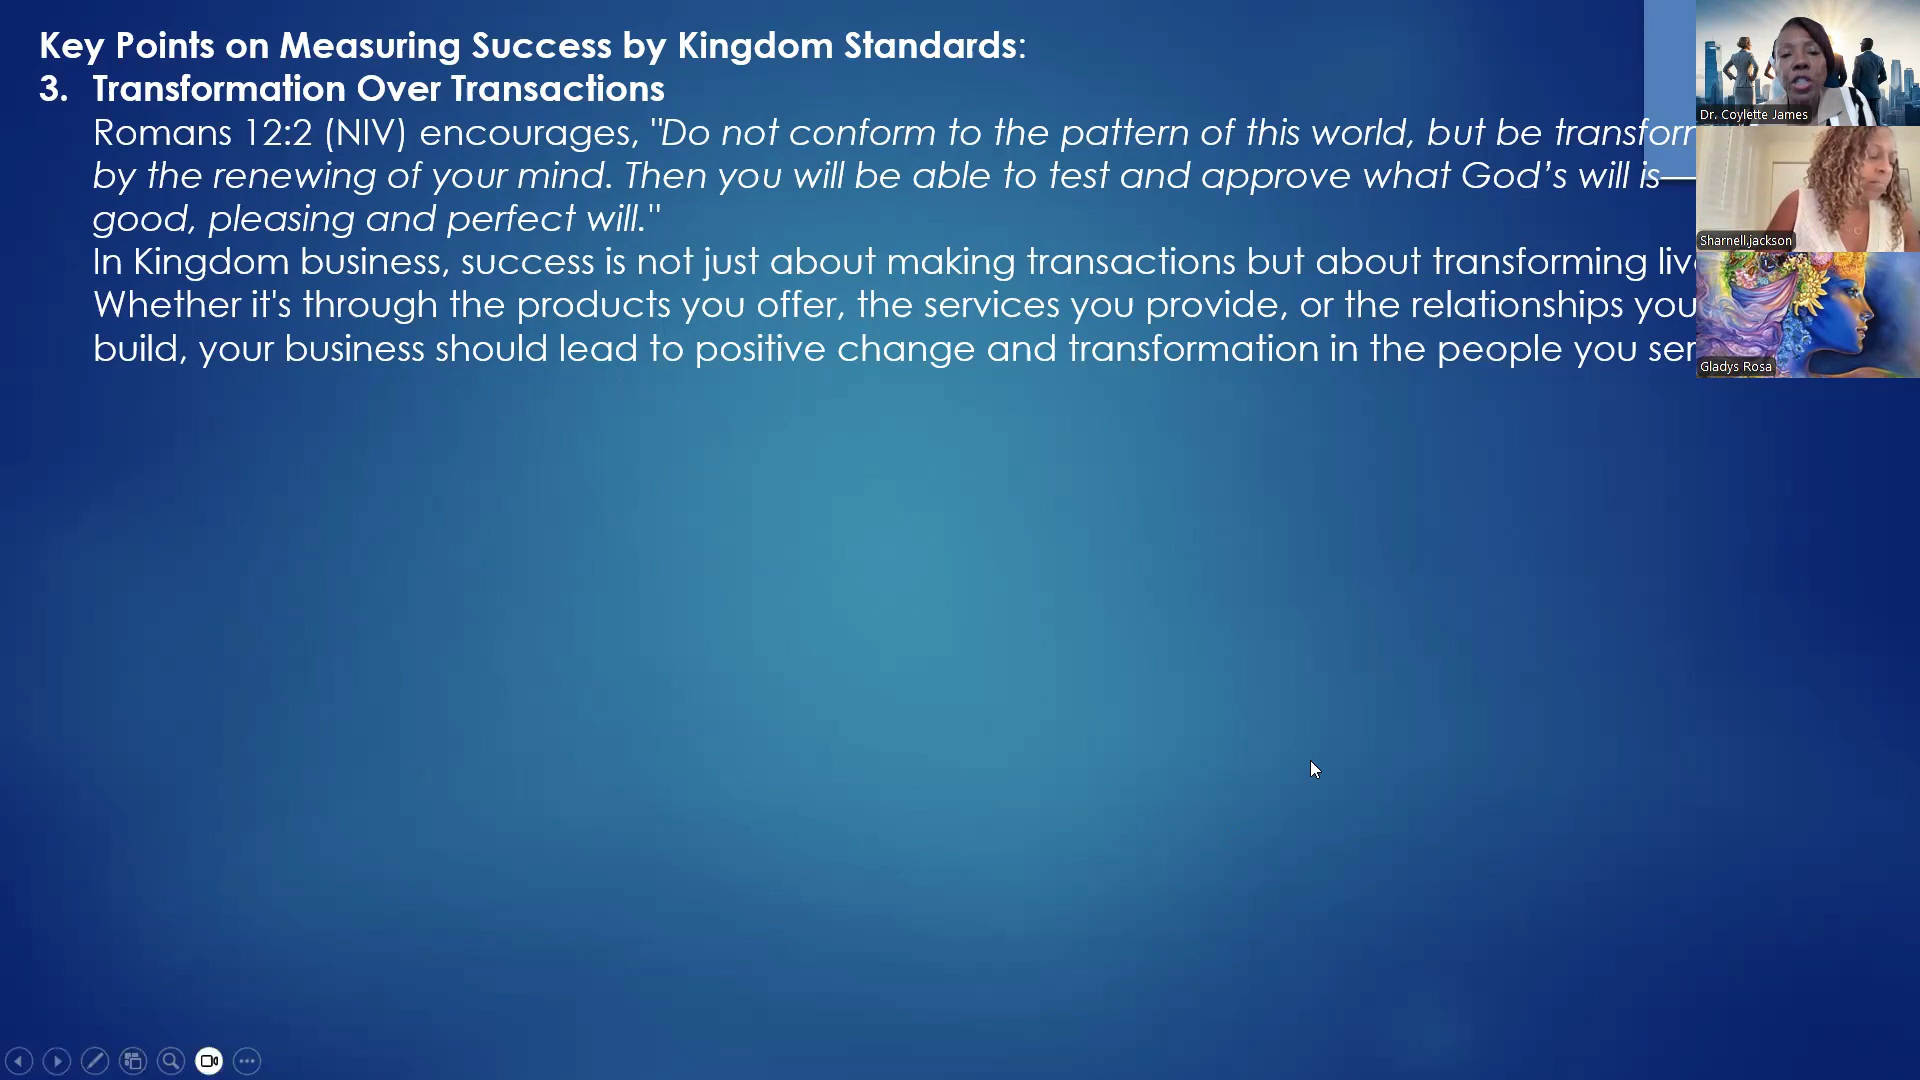 Key Points on Measuring Success by Kingdom Standards:
3. Transformation Over Transactions
Romans 12:2 (NIV) encourages, "Do not conform to the pattern of this world, but be
by the renewing of your mind. Then you will be able to test and approve what God’s will is—
good, pleasing and perfect will."
In Kingdom business, success is not just about making transactions but about transforming
Whether it's through the products you offer, the services you provide, or the relationships you
build, your business should lead to positive change and transformation in the people you
Dr. Coylette James
Sharnell.jackson
Gladys Rosa